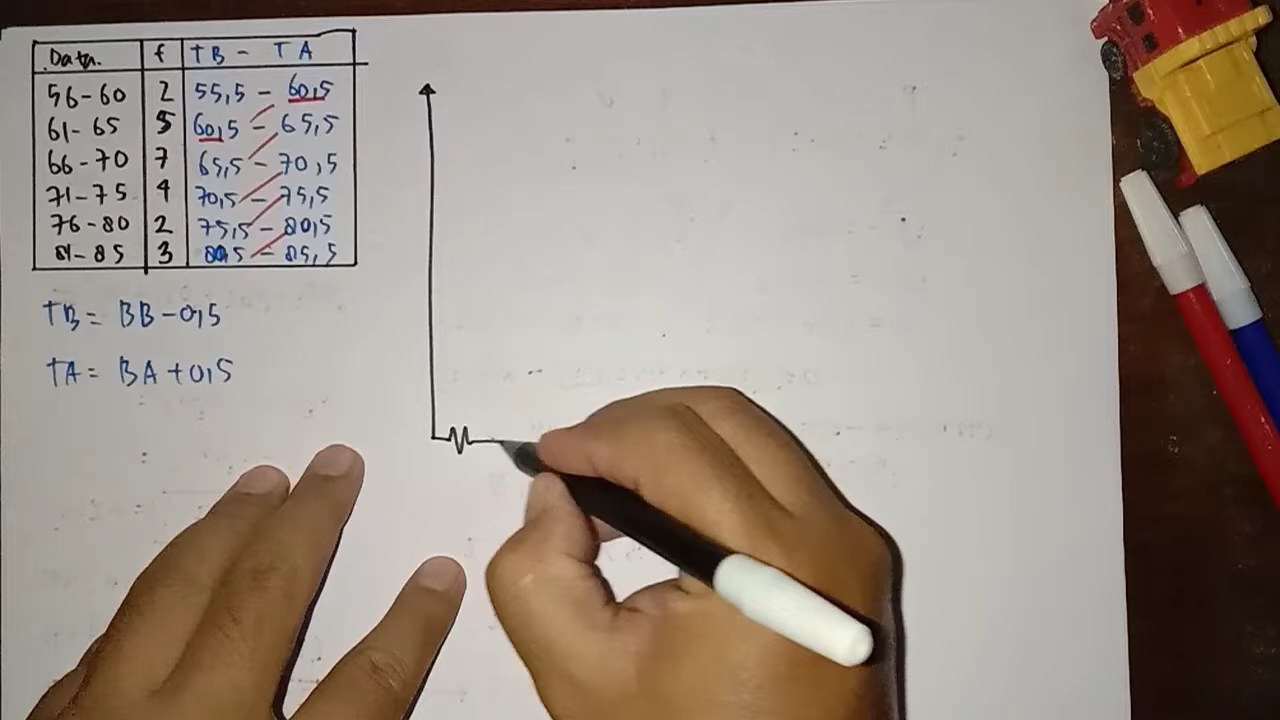 Data. f TB - TA
56-60 2 55,5 - 60,5
61-65 5 60,5 - 65,5
66-70 7 65,5 - 70,5
71-75 4 70,5 - 75,5
76-80 2 75,5 - 80,5
81-85 3 80,5 - 85,5
TB = BB-0,5
TA = BA+0,5